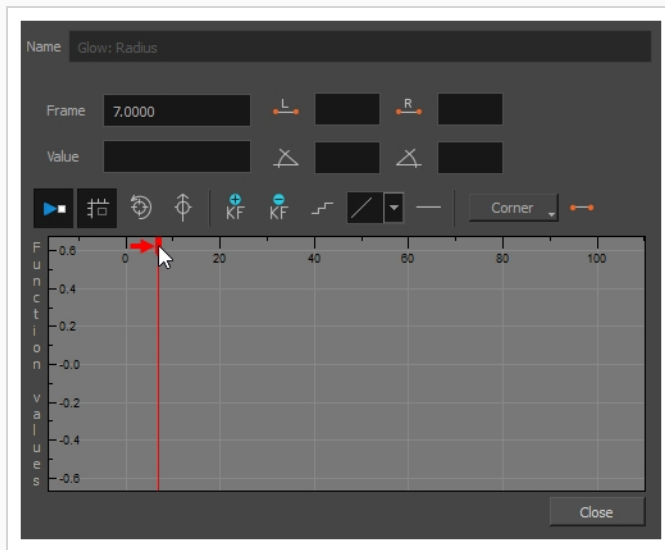 Name Glow: Radius
Frame 7.0000 L R
Value
KF KF Corner
Function values
0 20 40 60 80 100
-0.6
-0.4
-0.2
-0.0
-0.2
-0.4
-0.6
Close